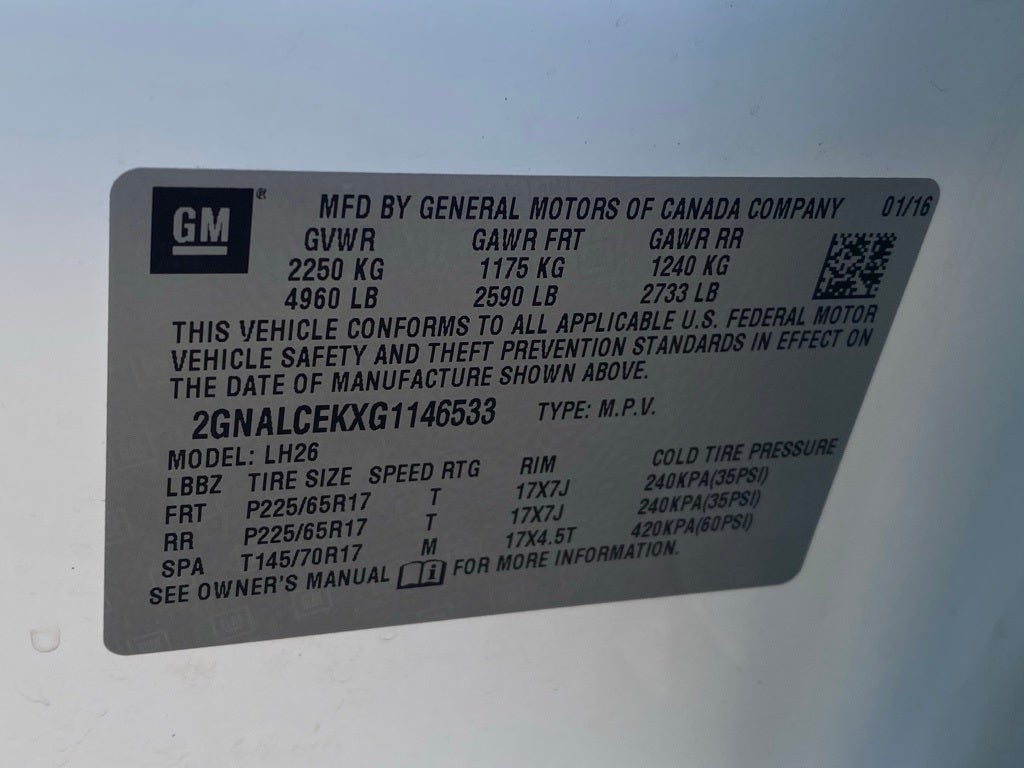 GM ® MFD BY GENERAL MOTORS OF CANADA COMPANY 01/16
GVWR GAWR FRT GAWR RR
2250 KG 1175 KG 1240 KG
4960 LB 2590 LB 2733 LB
THIS VEHICLE CONFORMS TO ALL APPLICABLE U.S. FEDERAL MOTOR
VEHICLE SAFETY AND THEFT PREVENTION STANDARDS IN EFFECT ON
THE DATE OF MANUFACTURE SHOWN ABOVE.
2GNALCEKXG1146533 TYPE: M.P.V.
MODEL: LH26
LBBZ TIRE SIZE SPEED RTG RIM COLD TIRE PRESSURE
FRT P225/65R17 T 17X7J 240KPA(35PSI)
RR P225/65R17 T 17X7J 240KPA(35PSI)
SPA T145/70R17 M 17X4.5T 420KPA(60PSI)
SEE OWNER'S MANUAL i FOR MORE INFORMATION.